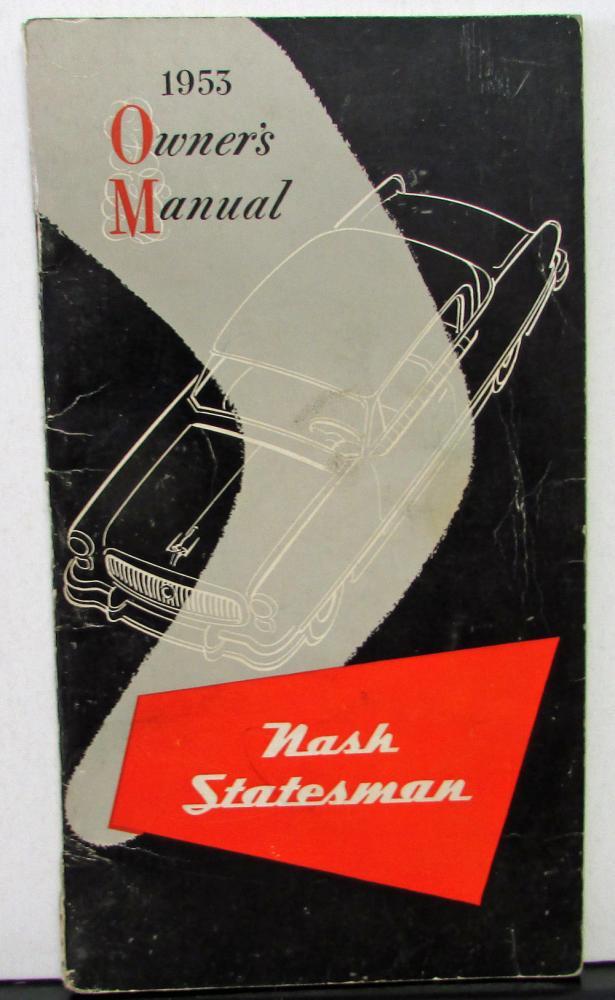 1953
Owner's
Manual
Nash
Statesman